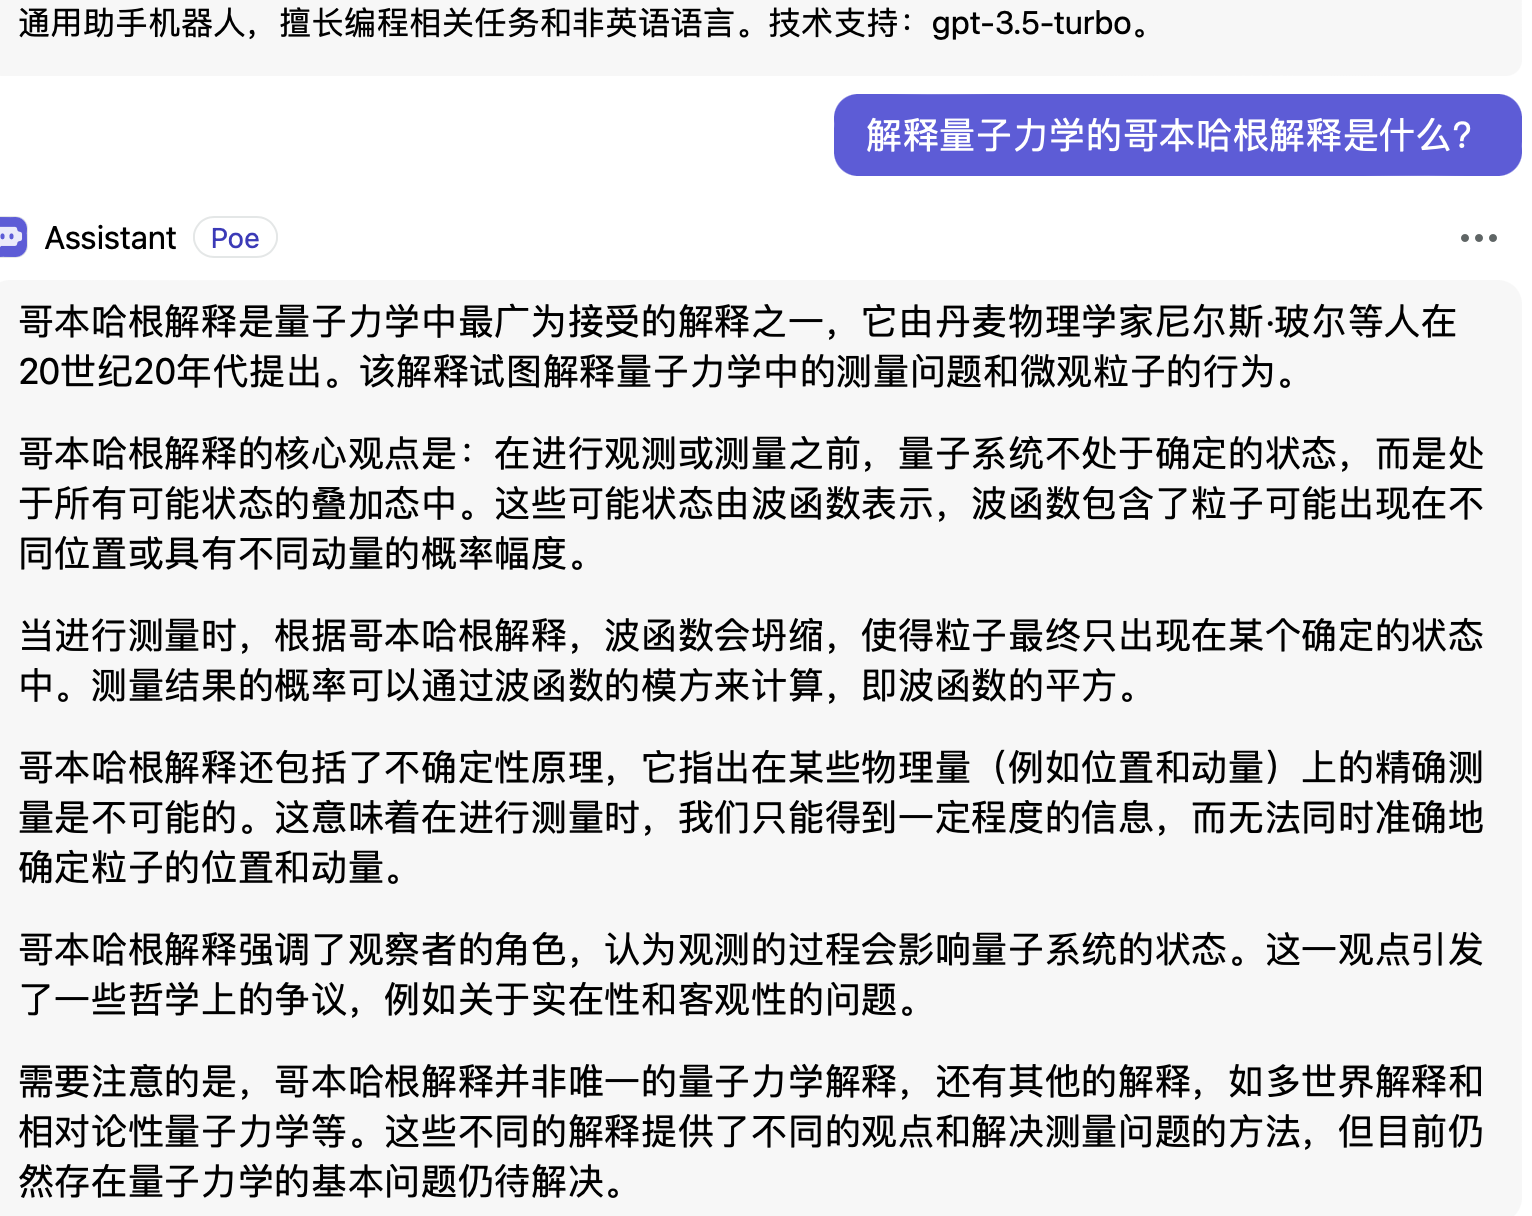 通用助手机器人，擅长编程相关任务和非英语语言。技术支持：gpt-3.5-turbo。
解释量子力学的哥本哈根解释是什么?
Assistant Poe
哥本哈根解释是量子力学中最广为接受的解释之一，它由丹麦物理学家尼尔斯·玻尔等人在
20世纪20年代提出。该解释试图解释量子力学中的测量问题和微观粒子的行为。
哥本哈根解释的核心观点是：在进行观测或测量之前，量子系统不处于确定的状态，而是处
于所有可能状态的叠加态中。这些可能状态由波函数表示，波函数包含了粒子可能出现在不
同位置或具有不同动量的概率幅度。
当进行测量时，根据哥本哈根解释，波函数会坍缩，使得粒子最终只出现在某个确定的状态
中。测量结果的概率可以通过波函数的模方来计算，即波函数的平方。
哥本哈根解释还包括了不确定性原理，它指出在某些物理量（例如位置和动量）上的精确测
量是不可能的。这意味着在进行测量时，我们只能得到一定程度的信息，而无法同时准确地
确定粒子的位置和动量。
哥本哈根解释强调了观察者的角色，认为观测的过程会影响量子系统的状态。这一观点引发
了一些哲学上的争议，例如关于实在性和客观性的问题。
需要注意的是，哥本哈根解释并非唯一的量子力学解释，还有其他的解释，如多世界解释和
相对论性量子力学等。这些不同的解释提供了不同的观点和解决测量问题的方法，但目前仍
然存在量子力学的基本问题仍待解决。